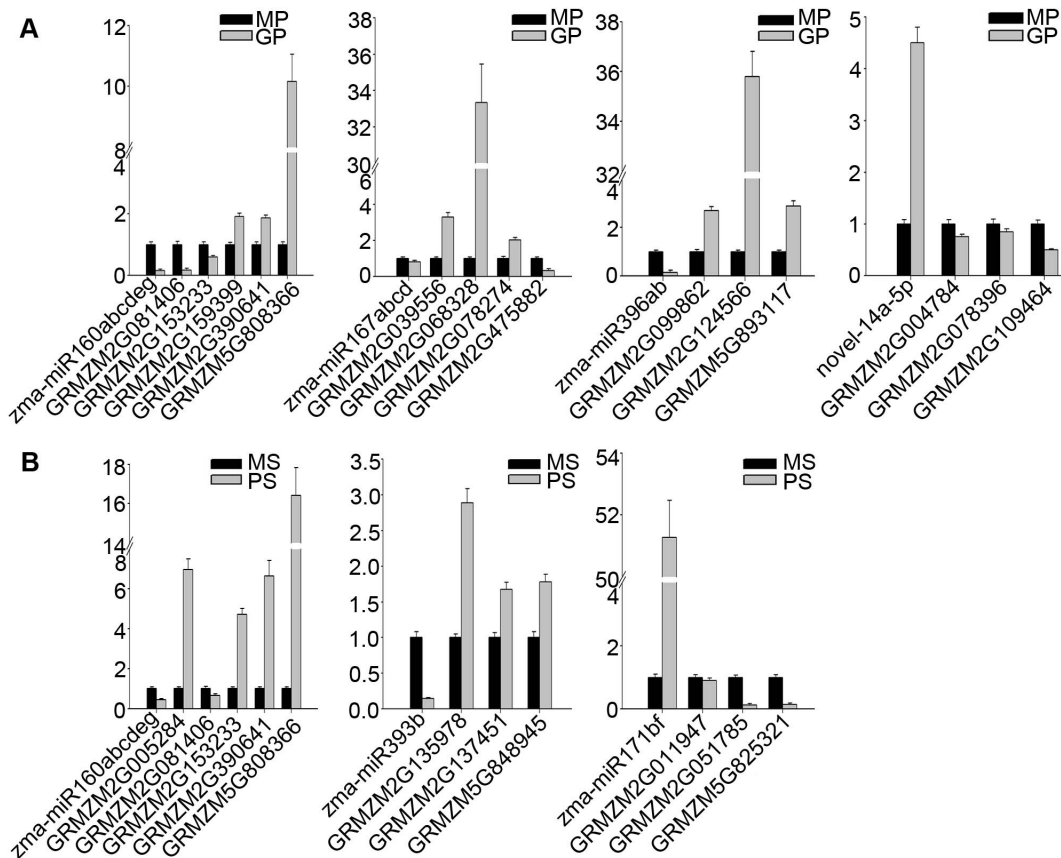 A
MP
GP
12
10
8
4
2
0
zma-miR160abcdeg
GRMZM2G081406
GRMZM2G153233
GRMZM2G159399
GRMZM2G390641
GRMZM5G808366
MP
GP
38
36
34
32
30
6
4
2
0
zma-miR167abcd
GRMZM2G039556
GRMZM2G068328
GRMZM2G078274
GRMZM2G475882
MP
GP
38
36
34
32
4
2
0
zma-miR396ab
GRMZM2G099862
GRMZM2G124566
GRMZM5G893117
MP
GP
5
4
3
2
1
0
novel-14a-5p
GRMZM2G004784
GRMZM2G078396
GRMZM2G109464
B
MS
PS
18
16
14
8
6
4
2
0
zma-miR160abcdeg
GRMZM2G005284
GRMZM2G081406
GRMZM2G153233
GRMZM2G390641
GRMZM5G808366
MS
PS
3.5
3.0
2.5
2.0
1.5
1.0
0.5
0.0
zma-miR393b
GRMZM2G135978
GRMZM2G137451
GRMZM5G848945
MS
PS
54
52
50
4
2
0
zma-miR171bf
GRMZM2G011947
GRMZM2G051785
GRMZM5G825321